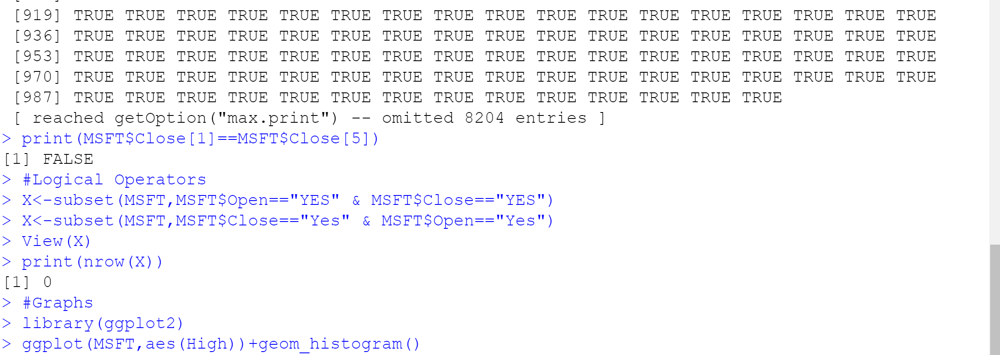 [919] TRUE TRUE TRUE TRUE TRUE TRUE TRUE TRUE TRUE TRUE TRUE TRUE TRUE TRUE TRUE TRUE TRUE
[936] TRUE TRUE TRUE TRUE TRUE TRUE TRUE TRUE TRUE TRUE TRUE TRUE TRUE TRUE TRUE TRUE TRUE
[953] TRUE TRUE TRUE TRUE TRUE TRUE TRUE TRUE TRUE TRUE TRUE TRUE TRUE TRUE TRUE TRUE TRUE
[970] TRUE TRUE TRUE TRUE TRUE TRUE TRUE TRUE TRUE TRUE TRUE TRUE TRUE TRUE TRUE TRUE TRUE
[987] TRUE TRUE TRUE TRUE TRUE TRUE TRUE TRUE TRUE TRUE TRUE TRUE TRUE TRUE
[ reached getOption("max.print") -- omitted 8204 entries ]
> print(MSFT$Close[1]==MSFT$Close[5])
[1] FALSE
> #Logical Operators
> X<-subset(MSFT,MSFT$Open=="YES" & MSFT$Close=="YES")
> X<-subset(MSFT,MSFT$Close=="Yes" & MSFT$Open=="Yes")
> View(X)
> print(nrow(X))
[1] 0
> #Graphs
> library(ggplot2)
> ggplot(MSFT,aes(High))+geom_histogram()